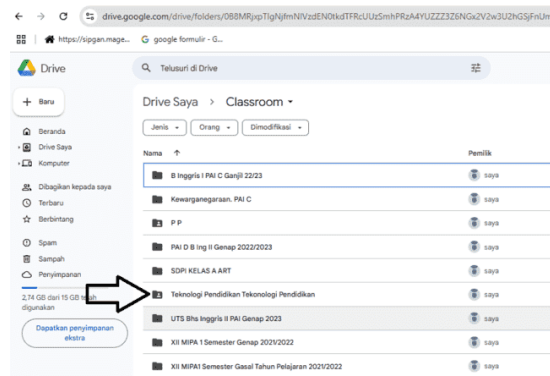 drive.google.com/drive/folders/
https://sipgan.mage... G google formulir - G...
Drive
Telusuri di Drive
+ Baru
Drive Saya > Classroom
Jenis
Orang
Dimodifikasi
Nama ↑
Pemilik
Beranda
Drive Saya
Komputer
Dibagikan kepada saya
Terbaru
Berbintang
Spam
Sampah
Penyimpanan
2,74 GB dari 15 GB telah
digunakan
Dapatkan penyimpanan
ekstra
B Inggris I PAI C Ganjil 22/23 saya
Kewarganegaraan. PAI C saya
P P saya
PAI D B Ing II Genap 2022/2023 saya
SDPI KELAS A ART saya
Teknologi Pendidikan Tekonologi Pendidikan saya
UTS Bhs Inggris II PAI Genap 2023 saya
XII MIPA 1 Semester Genap 2021/2022 saya
XII MIPA1 Semester Gasal Tahun Pelajaran 2021/2022 saya